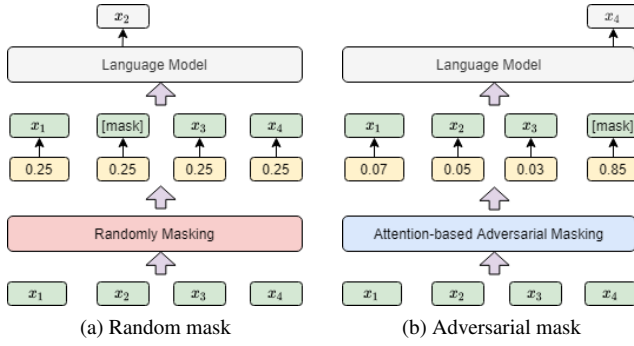 x2 x4
Language Model Language Model
x1 [mask] x3 x4 x1 x2 x3 [mask]
0.25 0.25 0.25 0.25 0.07 0.05 0.03 0.85
Randomly Masking Attention-based Adversarial Masking
x1 x2 x3 x4 x1 x2 x3 x4
(a) Random mask (b) Adversarial mask